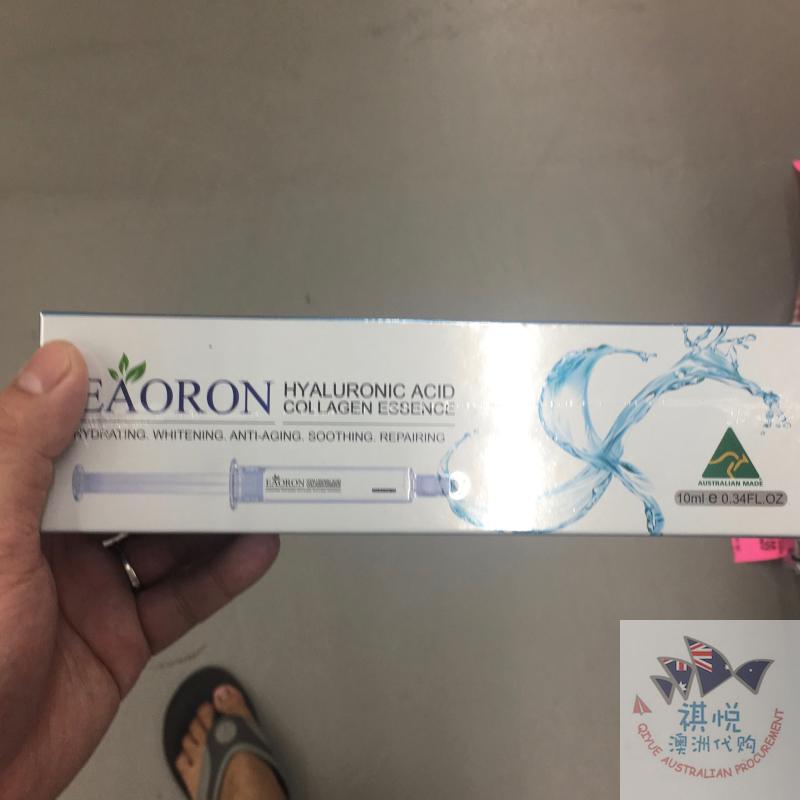 EAORON
HYALURONIC ACID
COLLAGEN ESSENCE
HYDRATING. WHITENING. ANTI-AGING. SOOTHING. REPAIRING
EAORON
AUSTRALIAN MADE
10ml e 0.34FL.OZ
祺悦
澳洲代购
QIYUE AUSTRALIAN PROCUREMENT